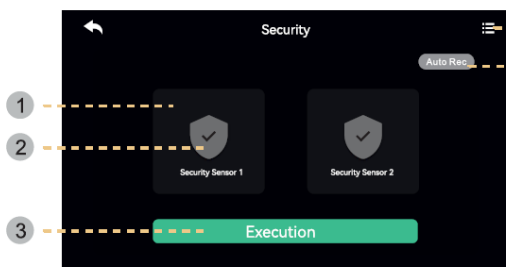 Security
Auto Rec
1
2
Security Sensor 1
Security Sensor 2
3
Execution